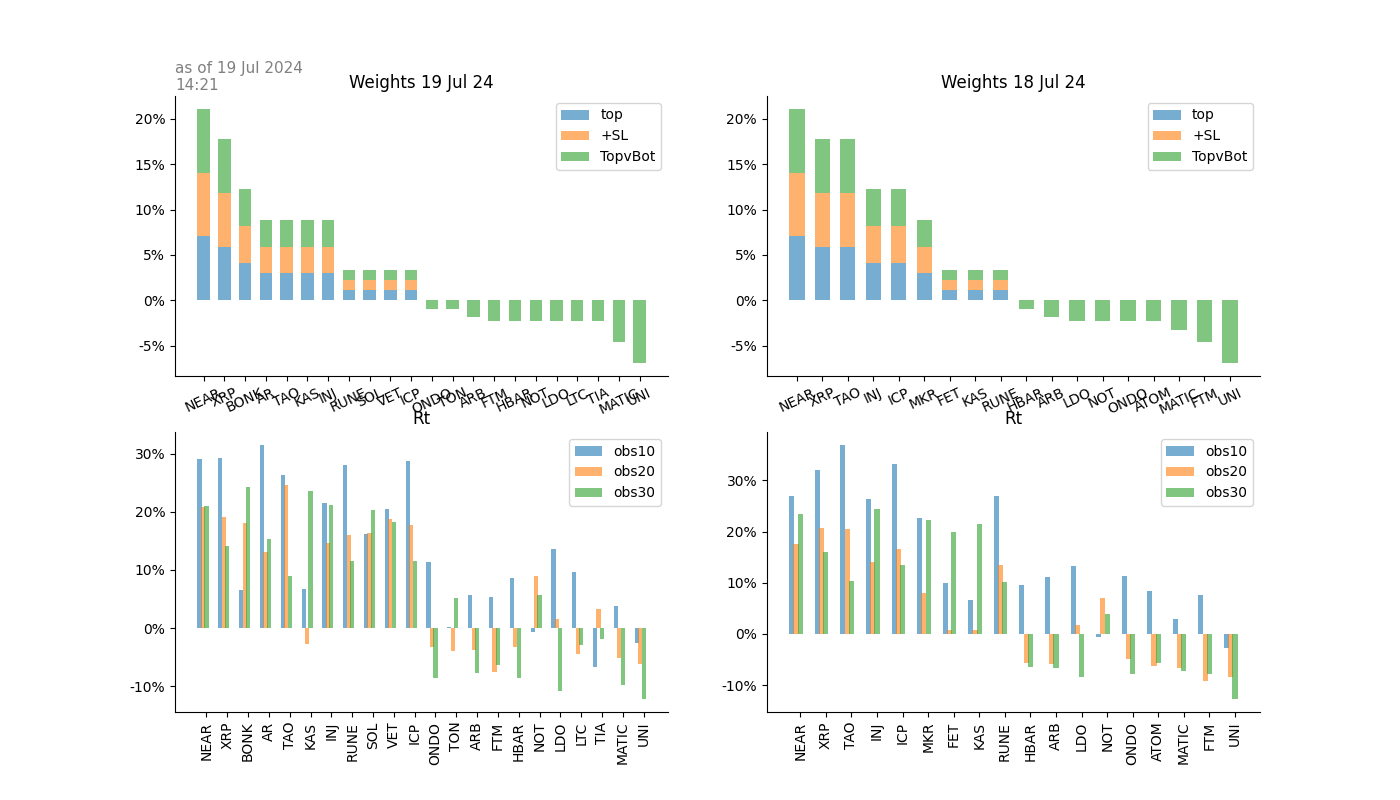 as of 19 Jul 2024
14:21
Weights 19 Jul 24
20%
15%
10%
5%
0%
-5%
top
+SL
TopvBot
NEAR XRP BONK AR TAO KAS INJ RUNE SOL VET ICP ONDO TON ARB FTM HBAR NOT LDO LTC TIA MATIC UNI
Weights 18 Jul 24
20%
15%
10%
5%
0%
-5%
top
+SL
TopvBot
NEAR XRP TAO INJ ICP MKR FET KAS RUNE HBAR ARB LDO NOT ONDO ATOM MATIC FTM UNI
Rt
30%
20%
10%
0%
-10%
obs10
obs20
obs30
NEAR XRP BONK AR TAO KAS INJ RUNE SOL VET ICP ONDO TON ARB FTM HBAR NOT LDO LTC TIA MATIC UNI
Rt
30%
20%
10%
0%
-10%
obs10
obs20
obs30
NEAR XRP TAO INJ ICP MKR FET KAS RUNE HBAR ARB LDO NOT ONDO ATOM MATIC FTM UNI